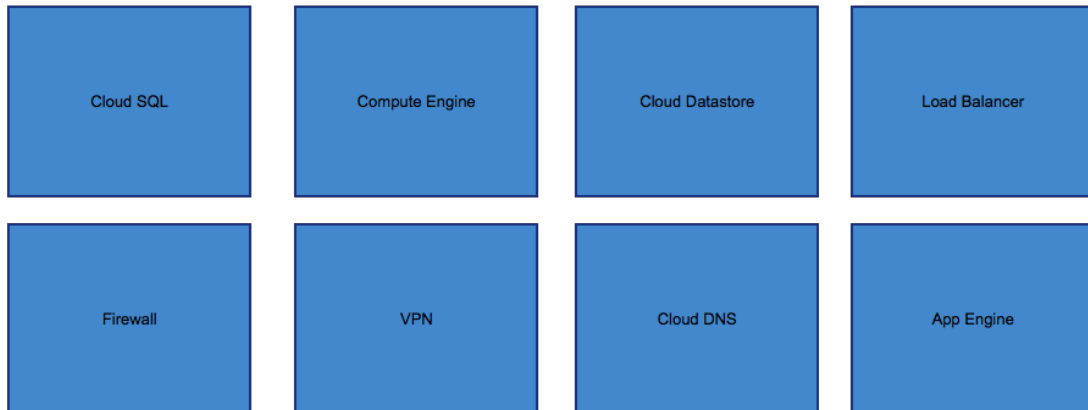 Cloud SQL
Compute Engine
Cloud Datastore
Load Balancer
Firewall
VPN
Cloud DNS
App Engine